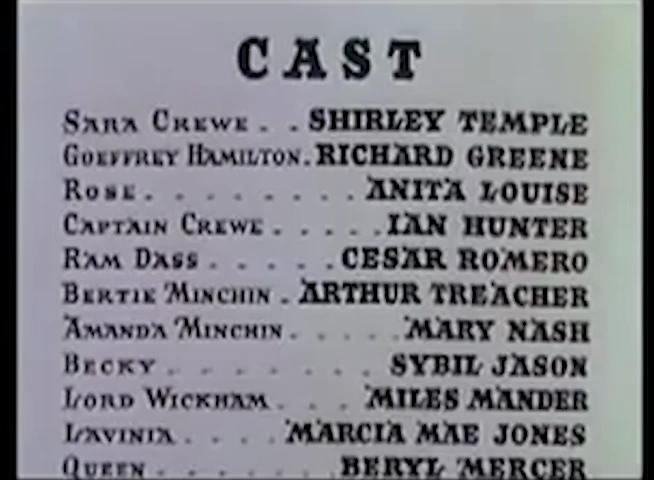 CAST
SARA CREWE . . SHIRLEY TEMPLE
GOEFFREY HAMILTON . RICHARD GREENE
ROSE . . . . . . . . ANITA LOUISE
CAPTAIN CREWE . . . . . IAN HUNTER
RAM DASS . . . . . CESAR ROMERO
BERTIE MINCHIN . ARTHUR TREACHER
AMANDA MINCHIN . . . . . MARY NASH
BECKY . . . . . . . SYBIL JASON
LORD WICKHAM . . . MILES MANDER
LAVINIA . . . . MARCIA MAE JONES
QUEEN . . . . . . BERYL MERCER